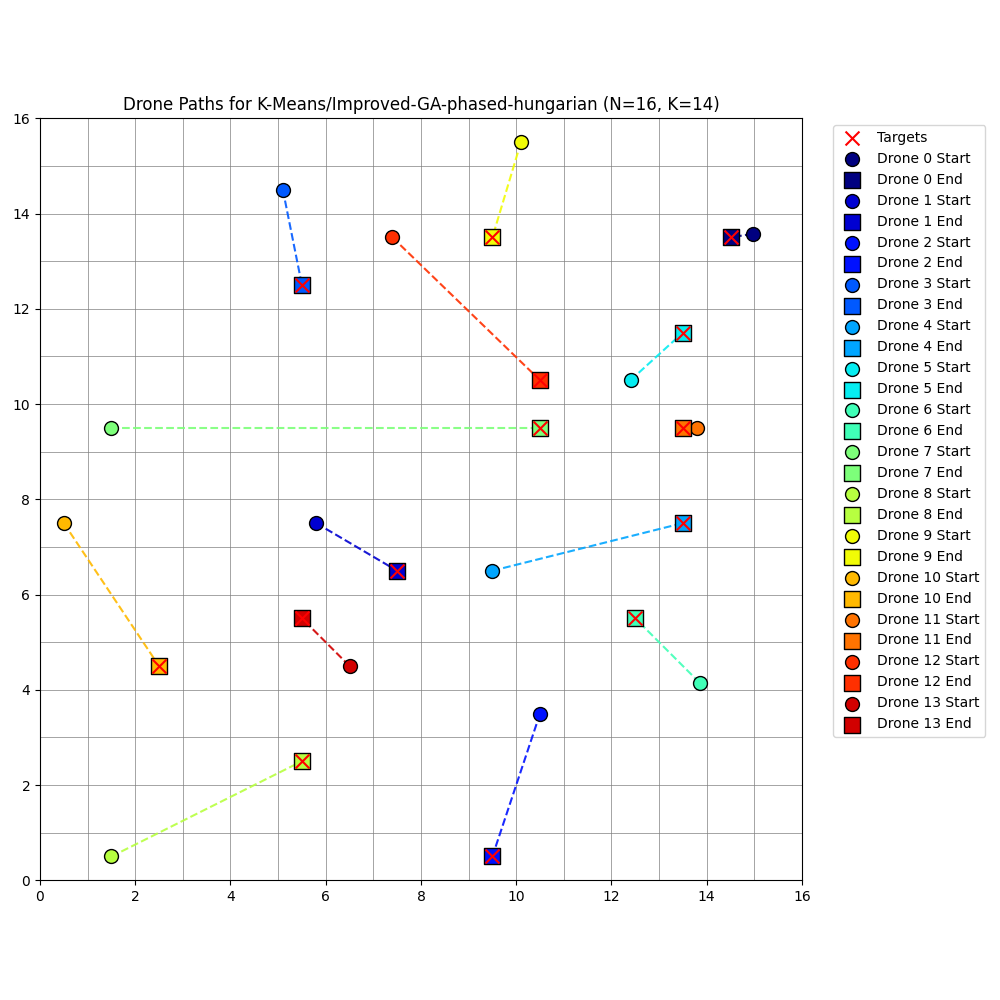 Drone Paths for K-Means/Improved-GA-phased-hungarian (N=16, K=14)
16
14
12
10
8
6
4
2
0
0 2 4 6 8 10 12 14 16
Targets
Drone 0 Start
Drone 0 End
Drone 1 Start
Drone 1 End
Drone 2 Start
Drone 2 End
Drone 3 Start
Drone 3 End
Drone 4 Start
Drone 4 End
Drone 5 Start
Drone 5 End
Drone 6 Start
Drone 6 End
Drone 7 Start
Drone 7 End
Drone 8 Start
Drone 8 End
Drone 9 Start
Drone 9 End
Drone 10 Start
Drone 10 End
Drone 11 Start
Drone 11 End
Drone 12 Start
Drone 12 End
Drone 13 Start
Drone 13 End